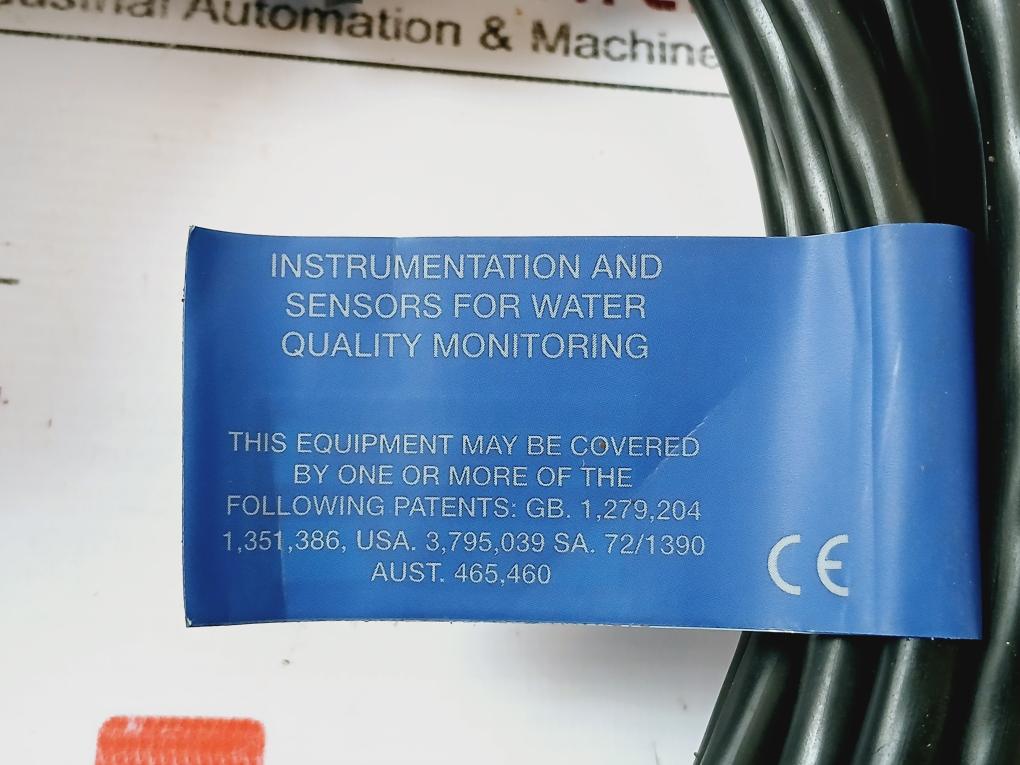 Automation & Machine
INSTRUMENTATION AND
SENSORS FOR WATER
QUALITY MONITORING
THIS EQUIPMENT MAY BE COVERED
BY ONE OR MORE OF THE
FOLLOWING PATENTS: GB. 1,279,204
1,351,386, USA. 3,795,039 SA. 72/1390
AUST. 465,460
CE